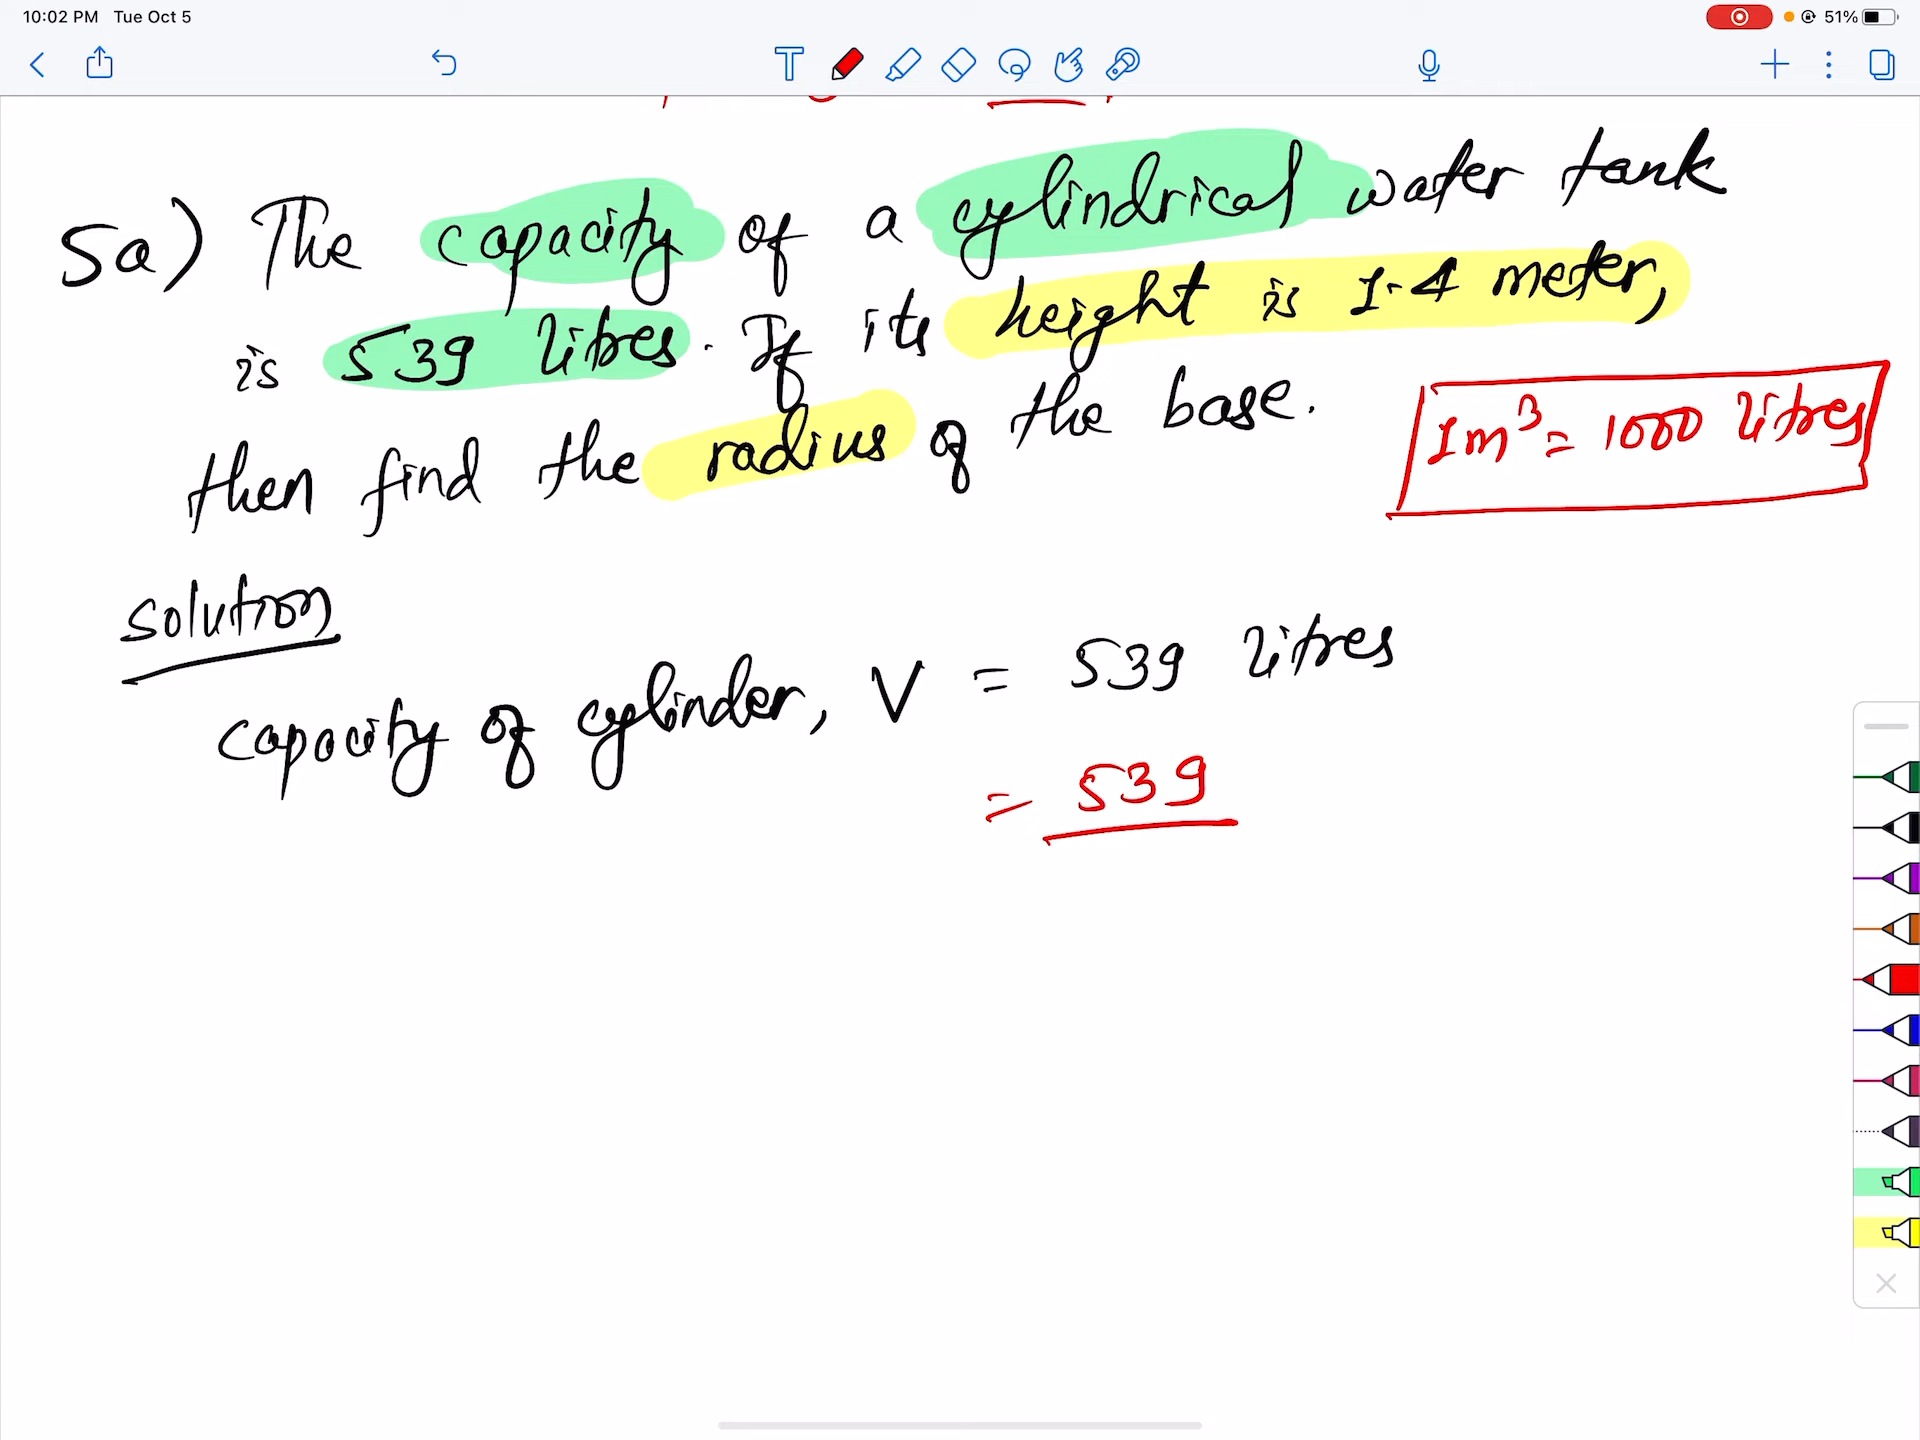 10:02 PM Tue Oct 5 51%
5a) The capacity of a cylindrical water tank
is 539 litres. If its height is 1.4 meter,
then find the radius of the base.
1m³ = 1000 litres
solution
capacity of cylinder, V = 539 litres
= 539